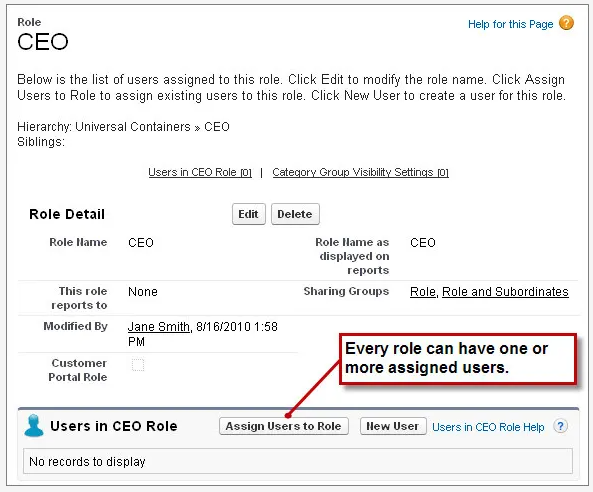 Role
CEO
Help for this Page ?
Below is the list of users assigned to this role. Click Edit to modify the role name. Click Assign
Users to Role to assign existing users to this role. Click New User to create a user for this role.
Hierarchy: Universal Containers » CEO
Siblings:
Users in CEO Role [0] | Category Group Visibility Settings [0]
Role Detail Edit Delete
Role Name CEO
Role Name as
displayed on
reports
CEO
This role
reports to
None
Sharing Groups Role, Role and Subordinates
Modified By Jane Smith, 8/16/2010 1:58
PM
Customer
Portal Role
Every role can have one or
more assigned users.
Users in CEO Role Assign Users to Role New User Users in CEO Role Help ?
No records to display